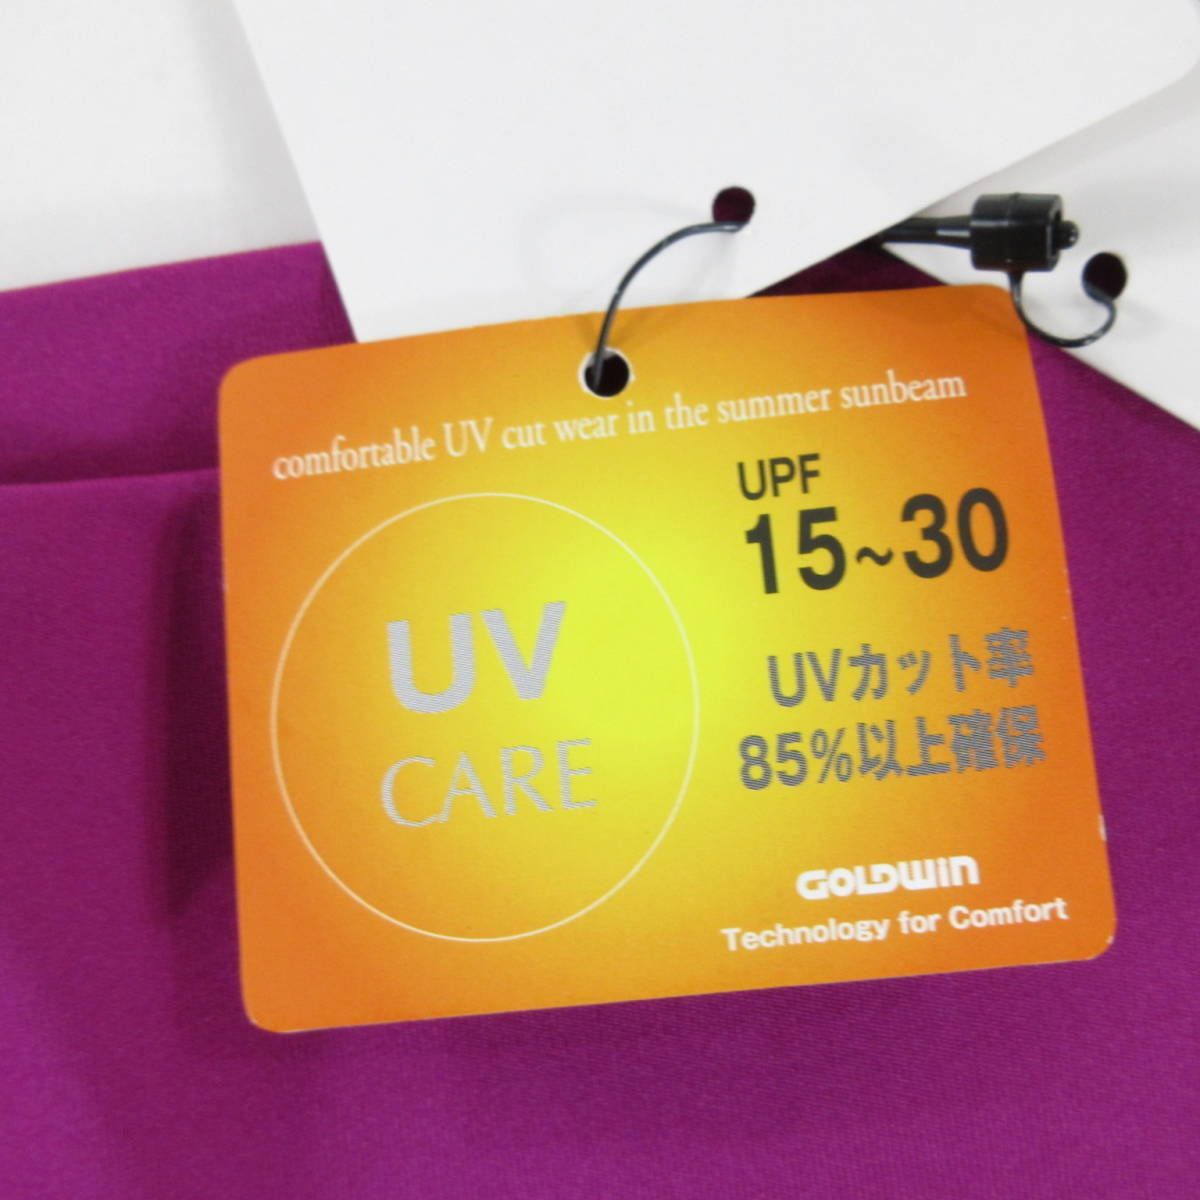 comfortable UV cut wear in the summer sunbeam
UV
CARE
UPF
15~30
UVカット率
85%以上確保
GOLDWIN
Technology for Comfort